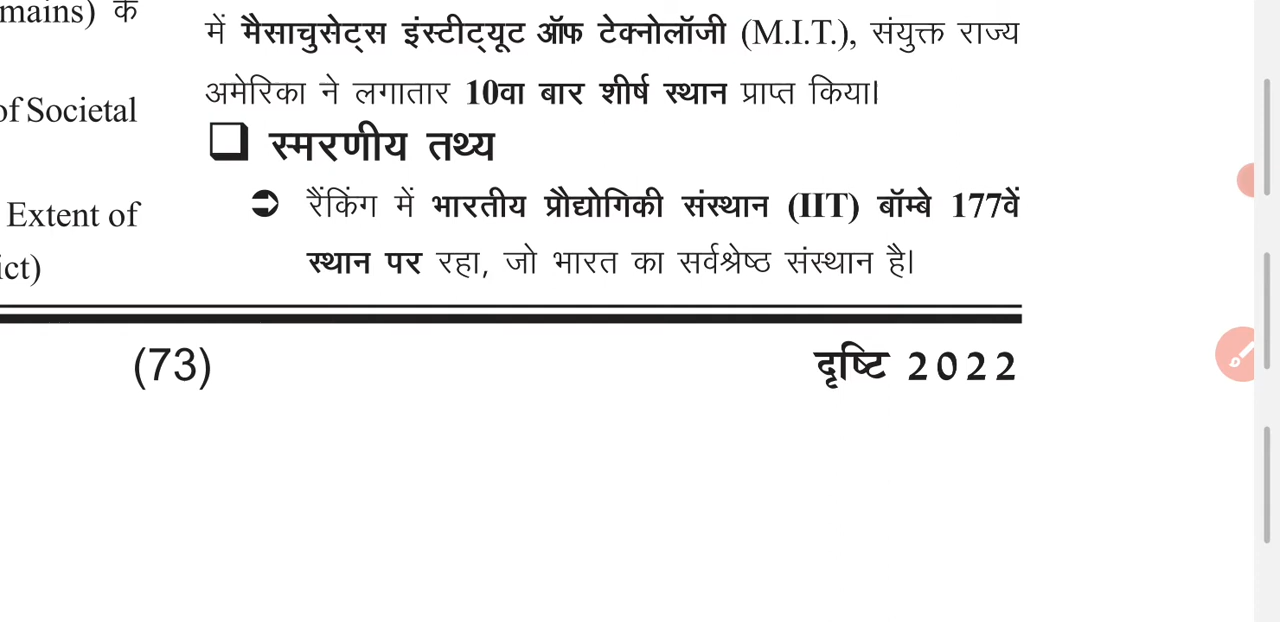 mains) के
of Societal
Extent of
ict)
में मैसाचुसेट्स इंस्टीट्यूट ऑफ टेक्नोलॉजी (M.I.T.), संयुक्त राज्य
अमेरिका ने लगातार 10वा बार शीर्ष स्थान प्राप्त किया।
❑ स्मरणीय तथ्य
➲ रैंकिंग में भारतीय प्रौद्योगिकी संस्थान (IIT) बॉम्बे 177वें
स्थान पर रहा, जो भारत का सर्वश्रेष्ठ संस्थान है।
(73)
दृष्टि 2022